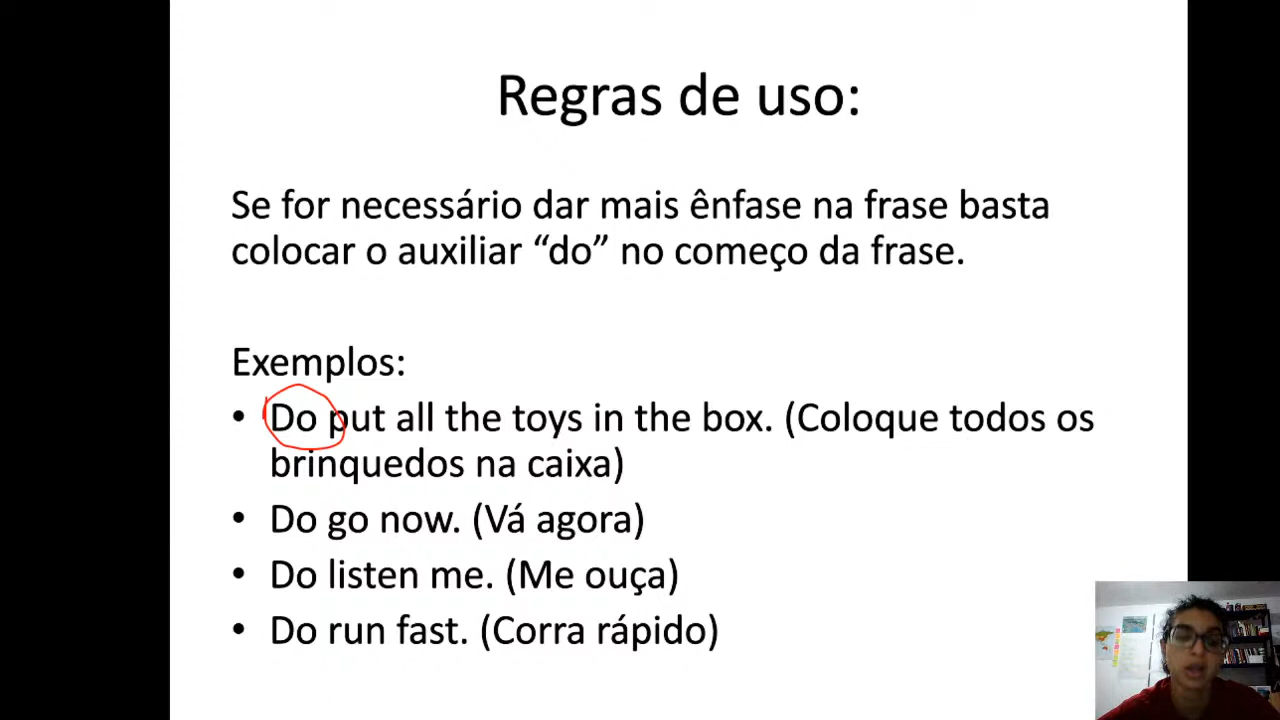 Regras de uso:
Se for necessário dar mais ênfase na frase basta
colocar o auxiliar “do” no começo da frase.
Exemplos:
• Do put all the toys in the box. (Coloque todos os
brinquedos na caixa)
• Do go now. (Vá agora)
• Do listen me. (Me ouça)
• Do run fast. (Corra rápido)